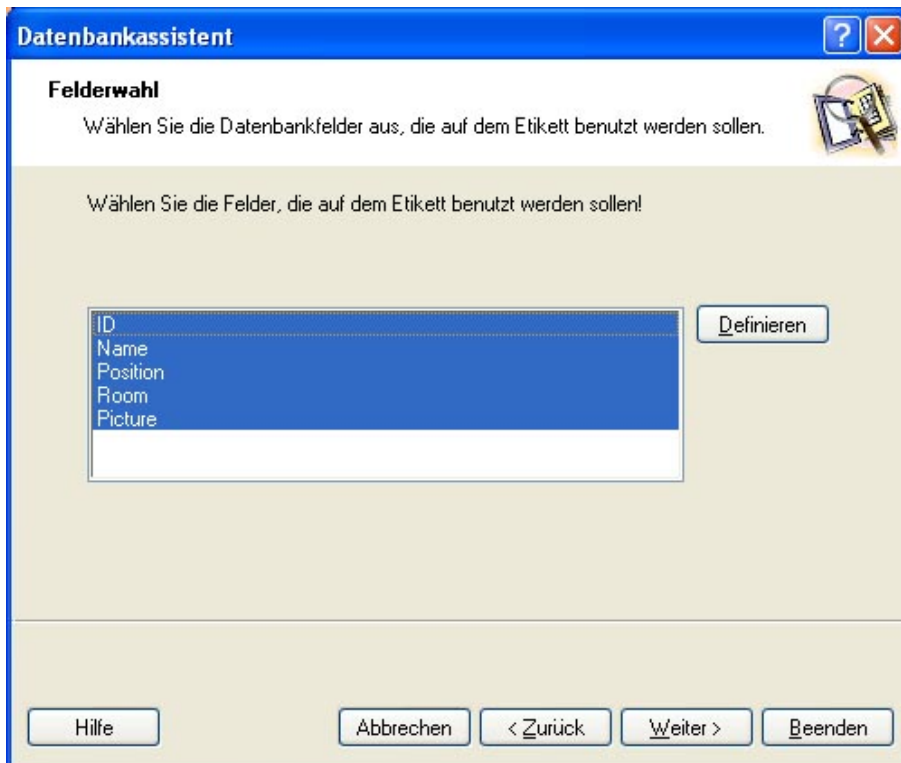 Datenbankassistent
?
Felderwahl
Wählen Sie die Datenbankfelder aus, die auf dem Etikett benutzt werden sollen.
Wählen Sie die Felder, die auf dem Etikett benutzt werden sollen!
ID
Definieren
Name
Position
Room
Picture
Hilfe
Abbrechen
< Zurück
Weiter >
Beenden